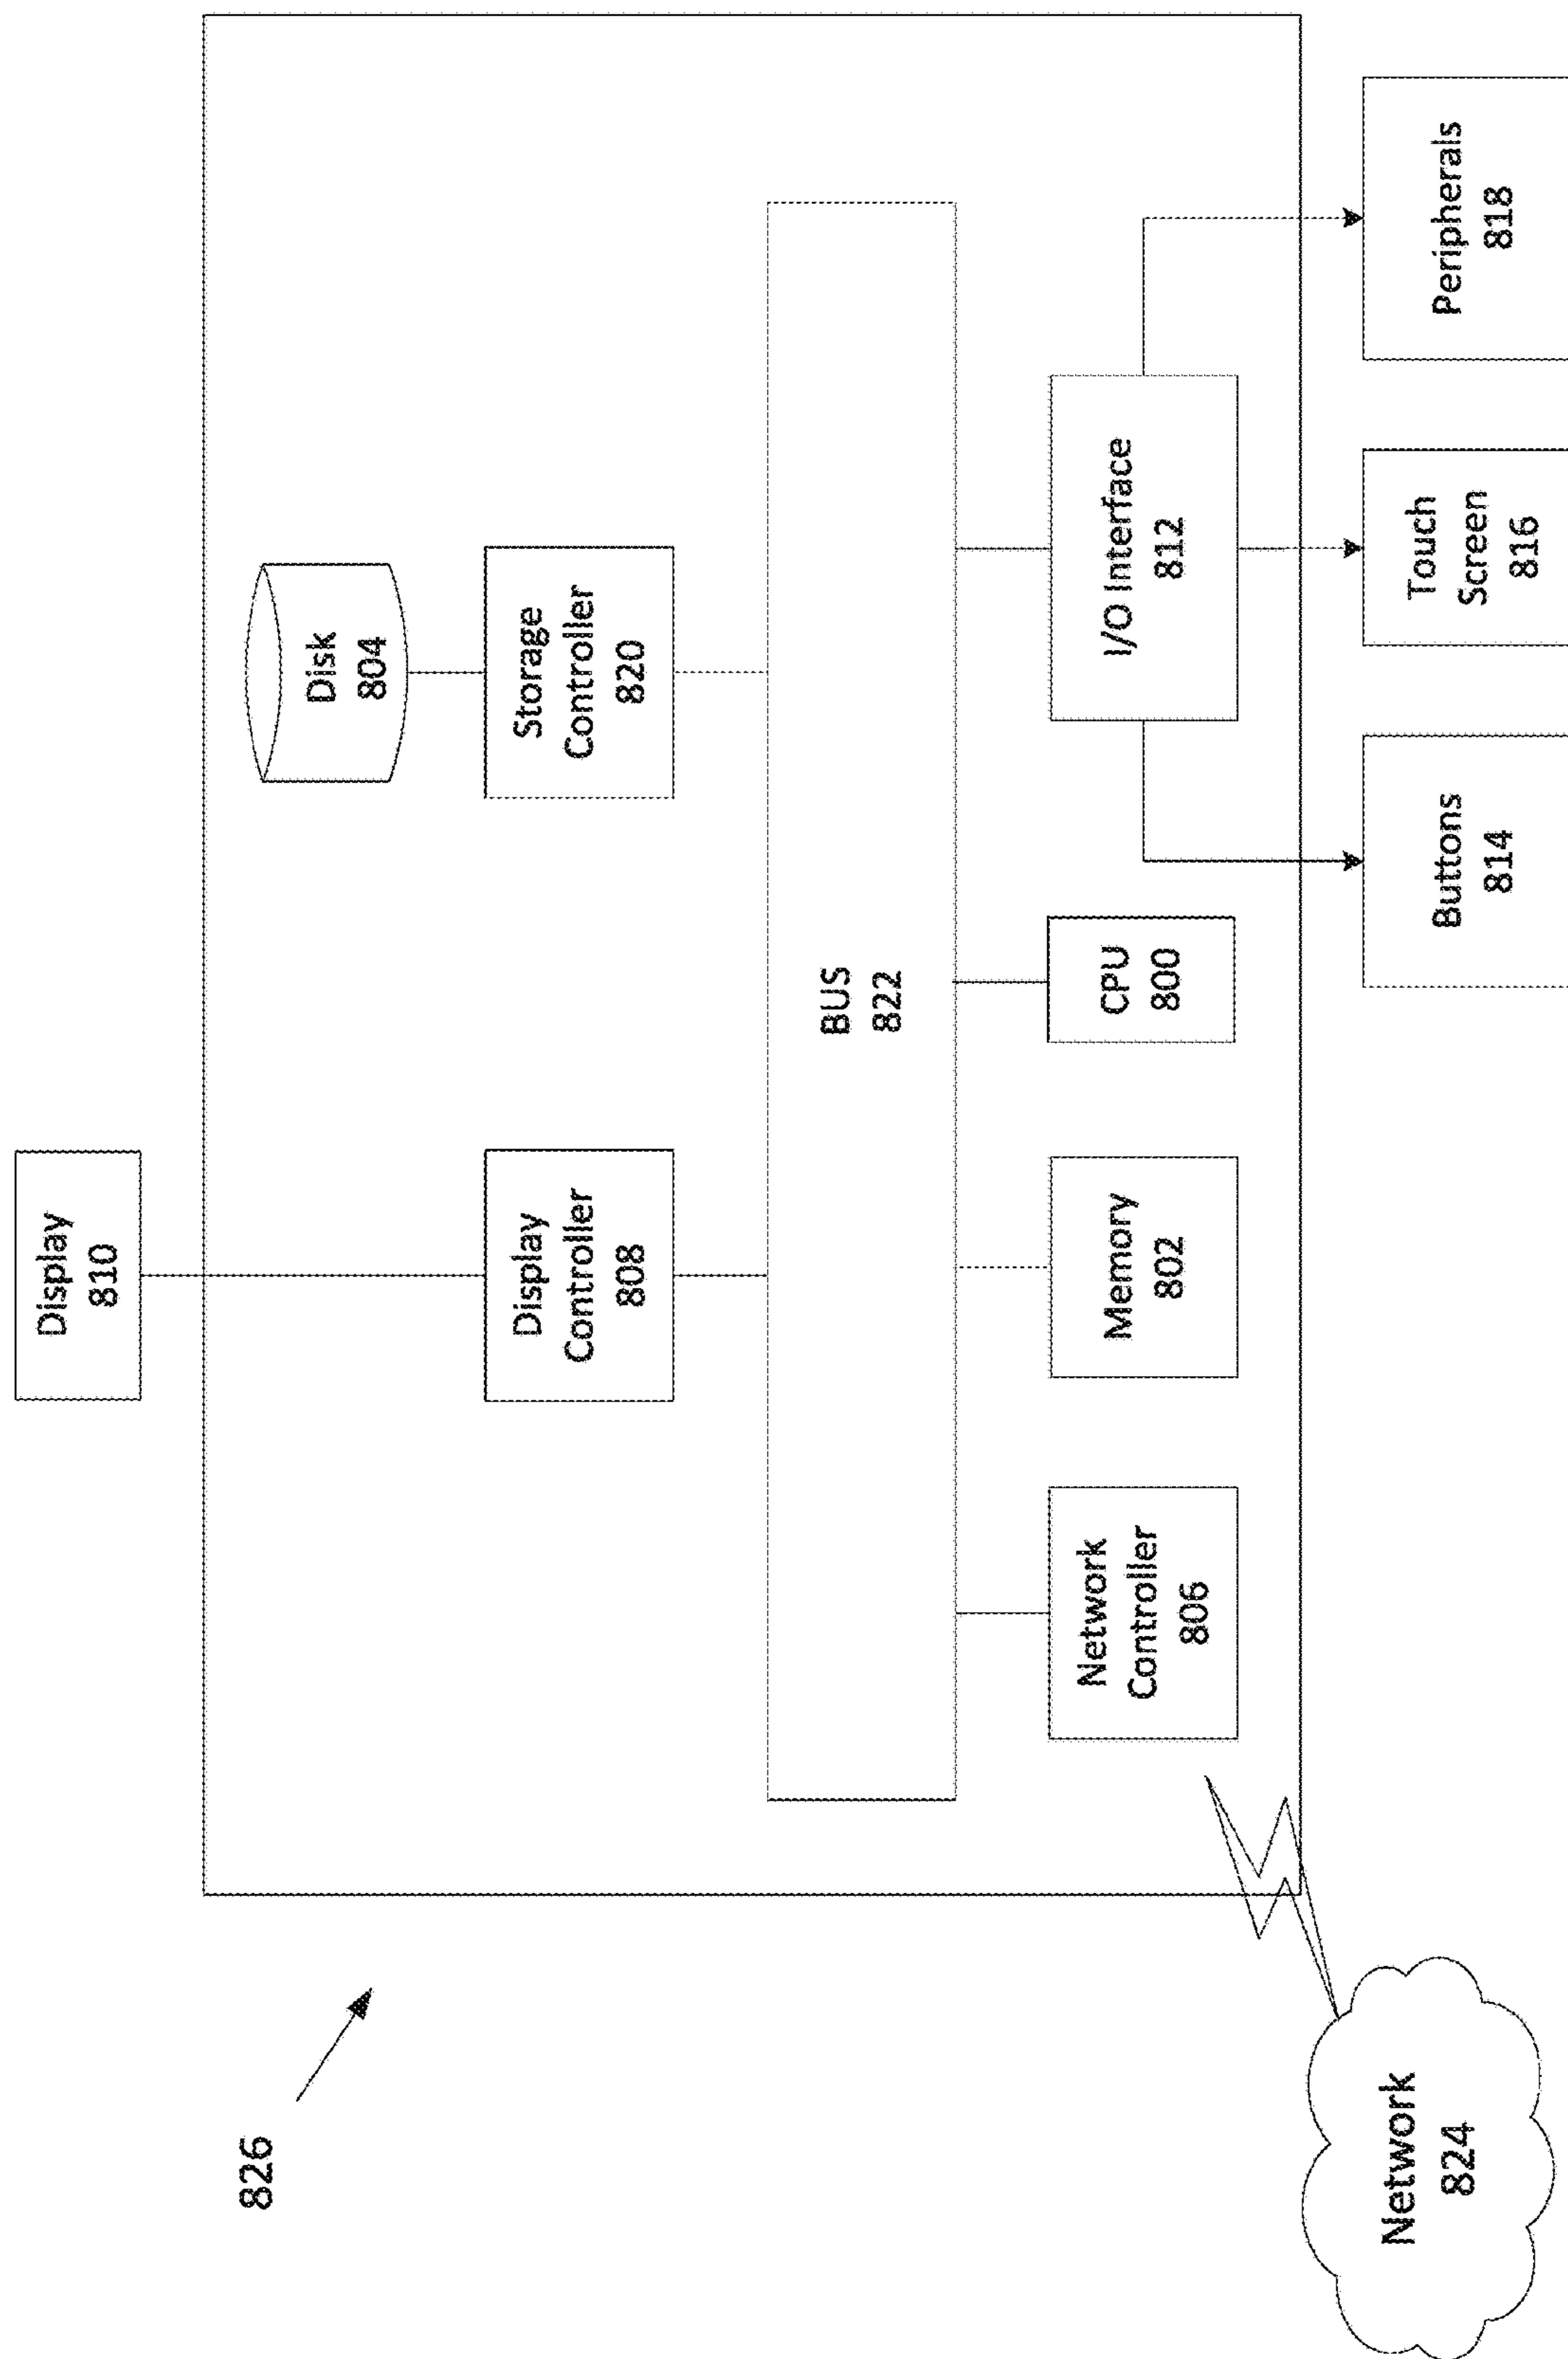 826
Display
810
Display
Controller
808
Disk
804
Storage
Controller
820
BUS
822
Network
Controller
806
Memory
802
CPU
800
I/O Interface
812
Network
824
Buttons
814
Touch
Screen
816
Peripherals
818